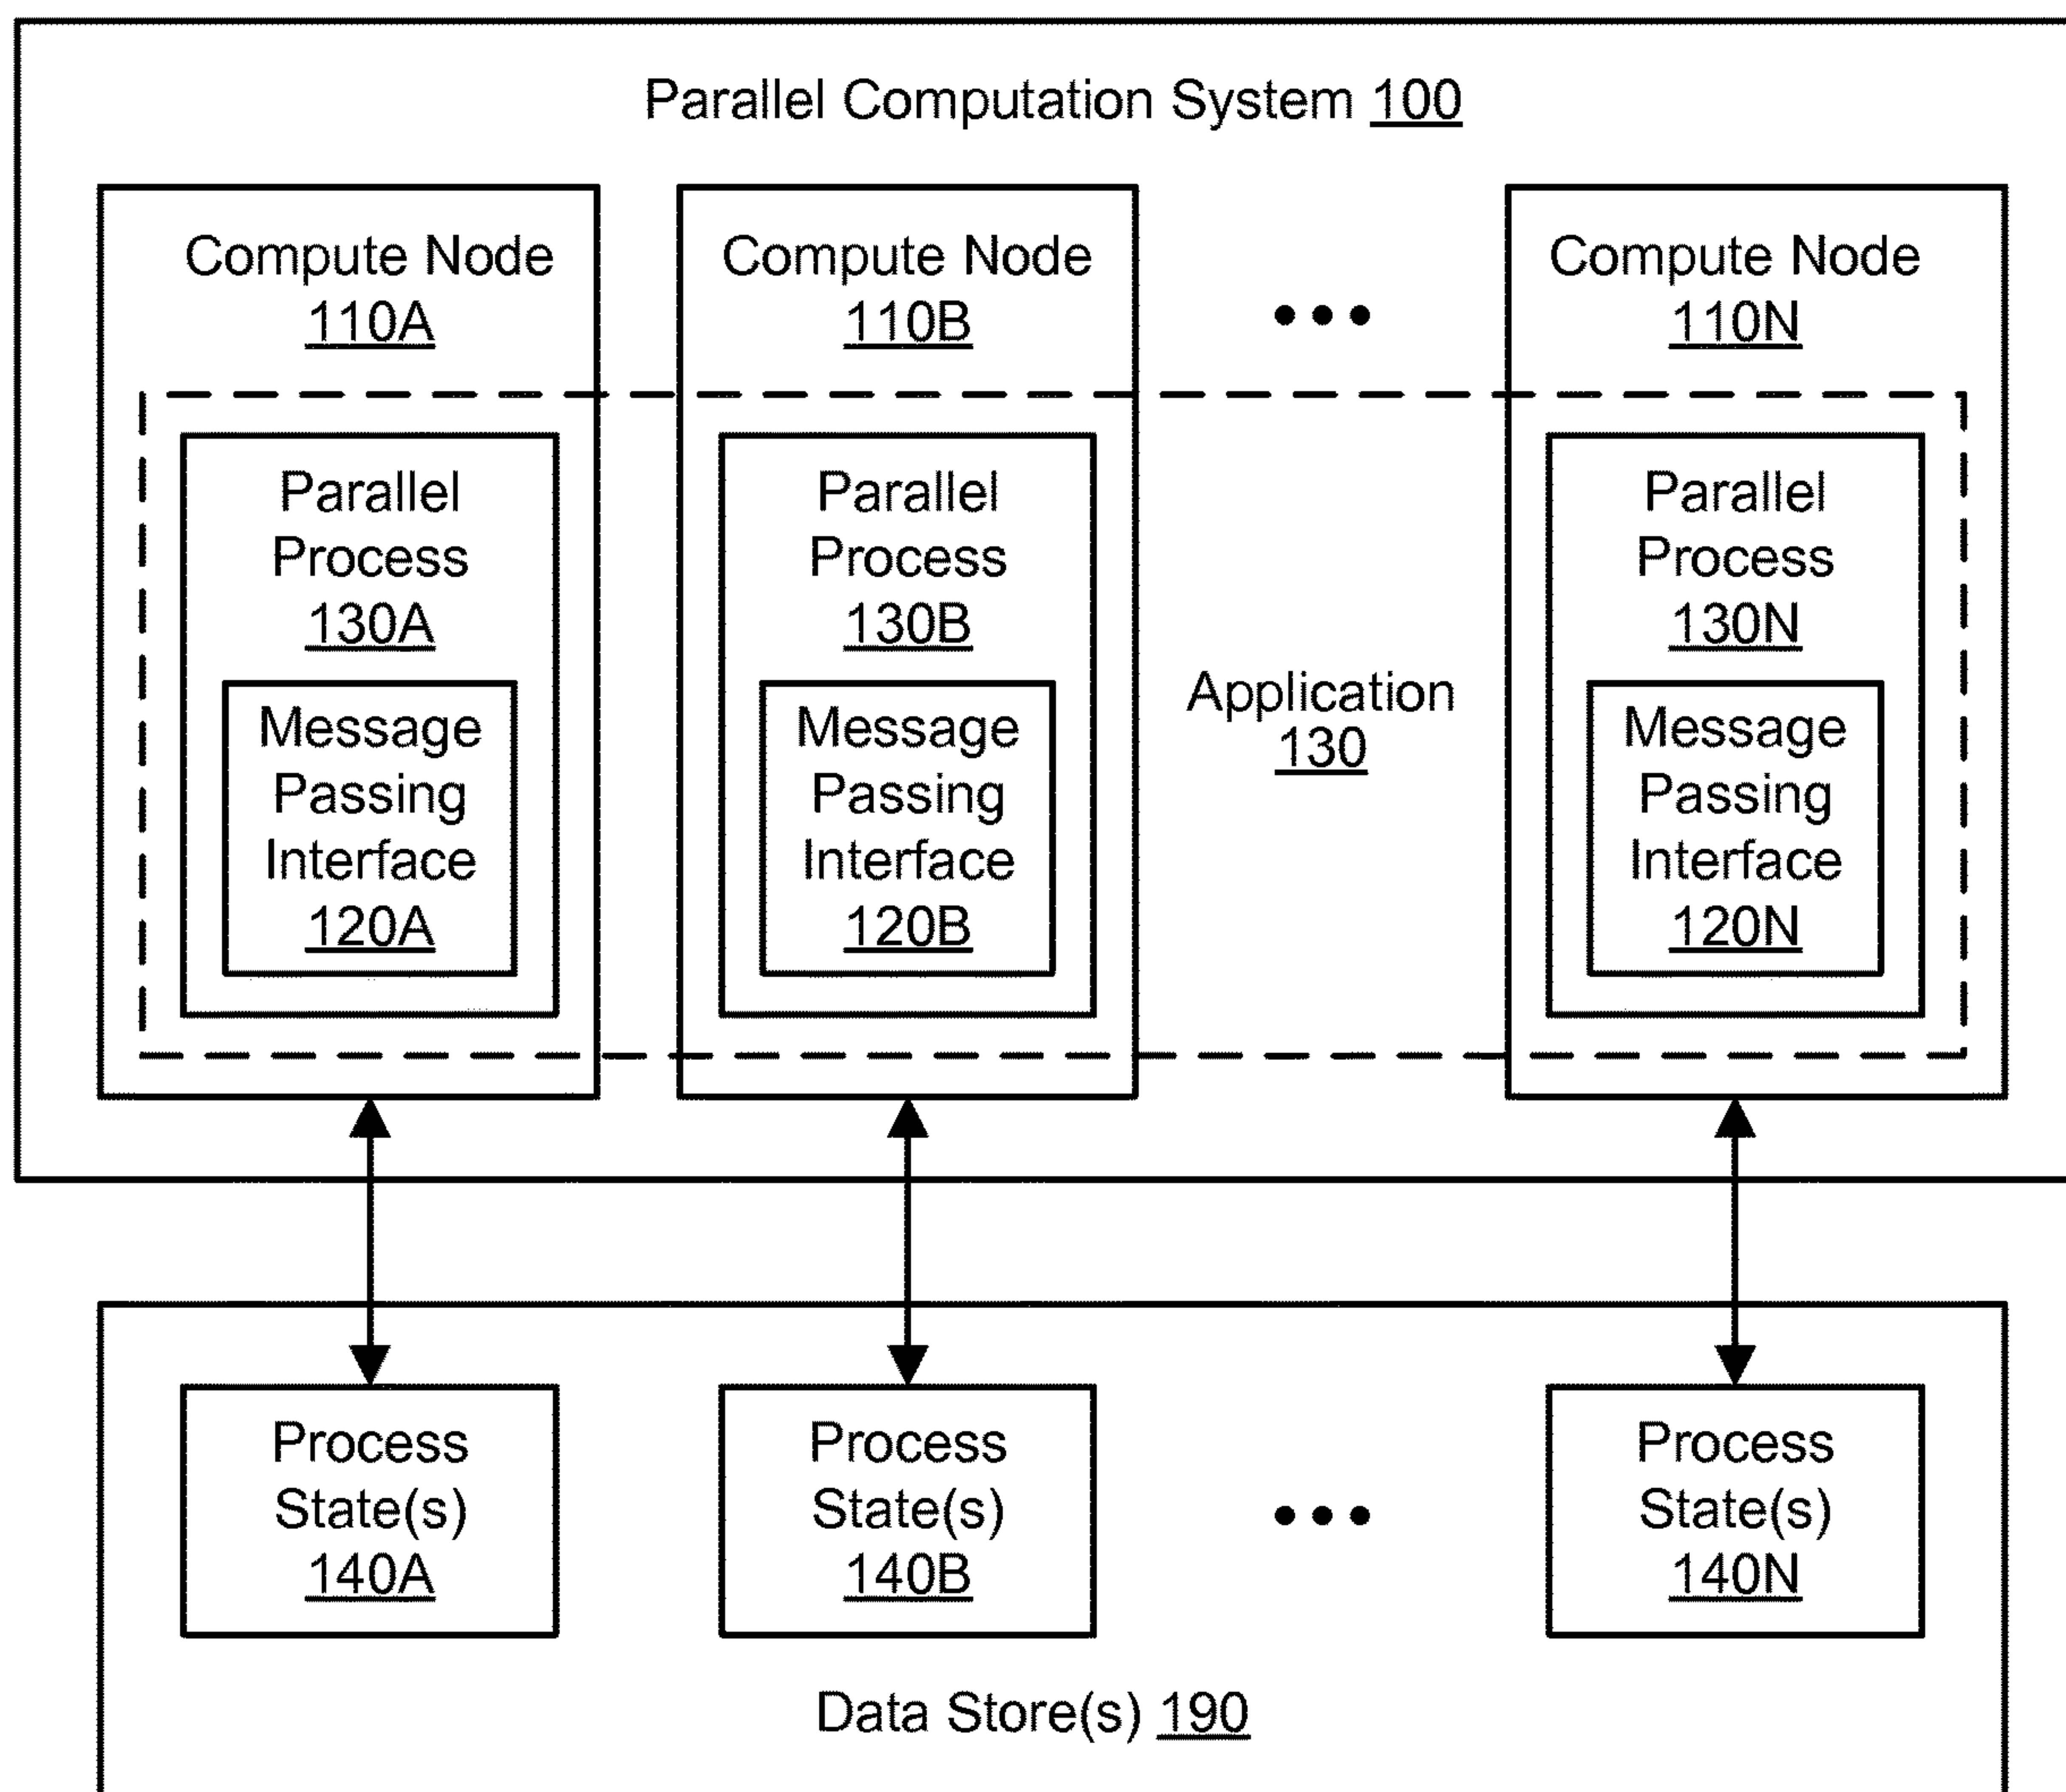 Parallel Computation System 100
Compute Node
110A
Compute Node
110B
•••
Compute Node
110N
Parallel
Process
130A
Message
Passing
Interface
120A
Parallel
Process
130B
Message
Passing
Interface
120B
Application
130
Parallel
Process
130N
Message
Passing
Interface
120N
Process
State(s)
140A
Process
State(s)
140B
•••
Process
State(s)
140N
Data Store(s) 190